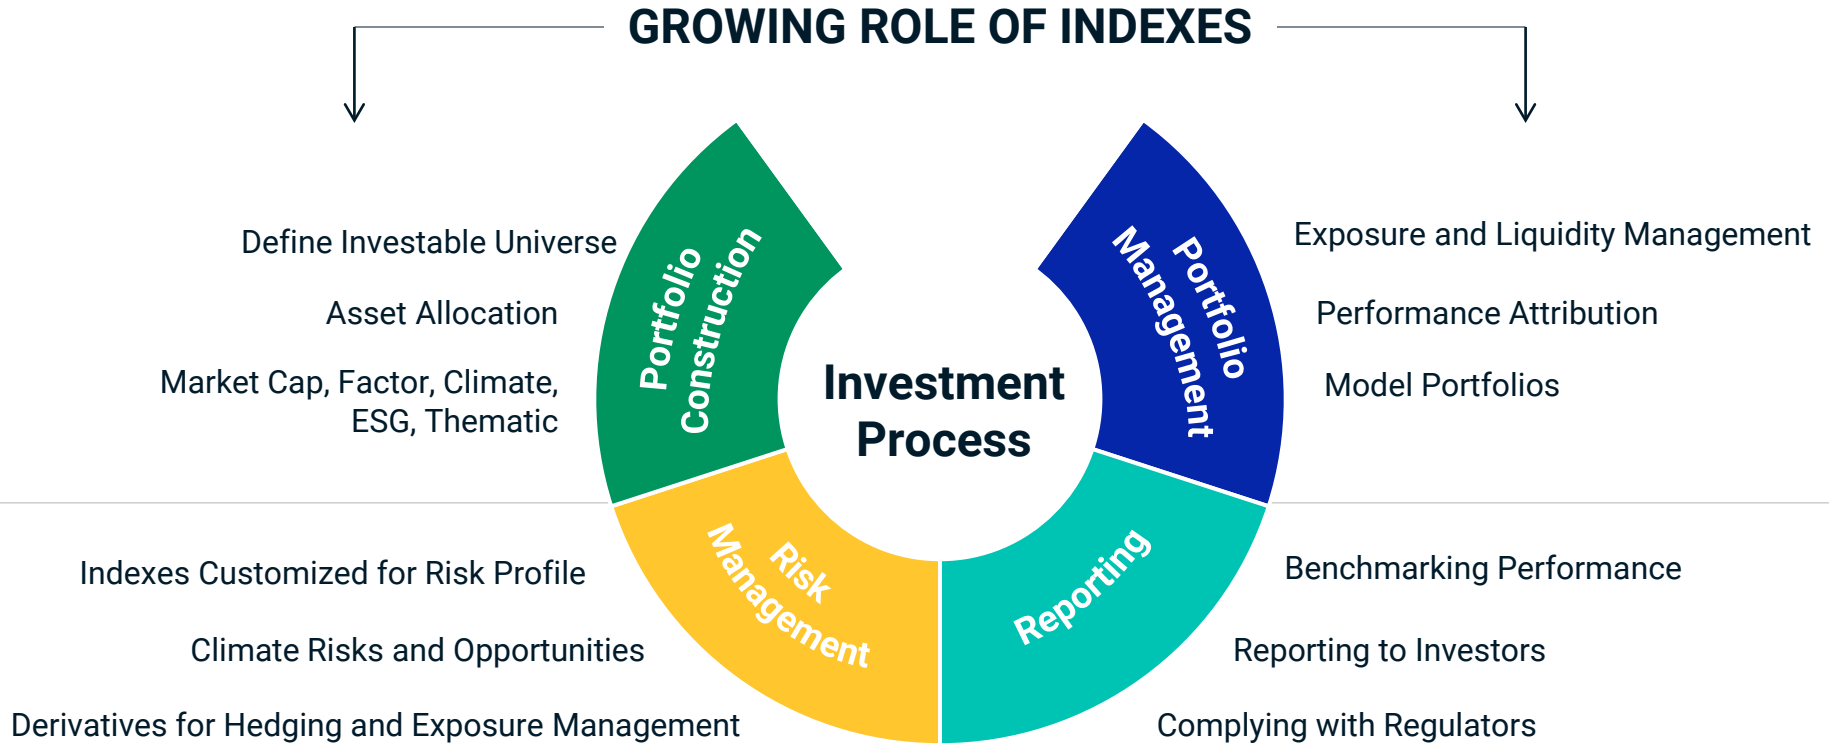 GROWING ROLE OF INDEXES
Define Investable Universe
Asset Allocation
Market Cap, Factor, Climate,
ESG, Thematic
Portfolio
Construction
Investment
Process
Portfolio
Management
Exposure and Liquidity Management
Performance Attribution
Model Portfolios
Indexes Customized for Risk Profile
Climate Risks and Opportunities
Derivatives for Hedging and Exposure Management
Risk
Management
Reporting
Benchmarking Performance
Reporting to Investors
Complying with Regulators